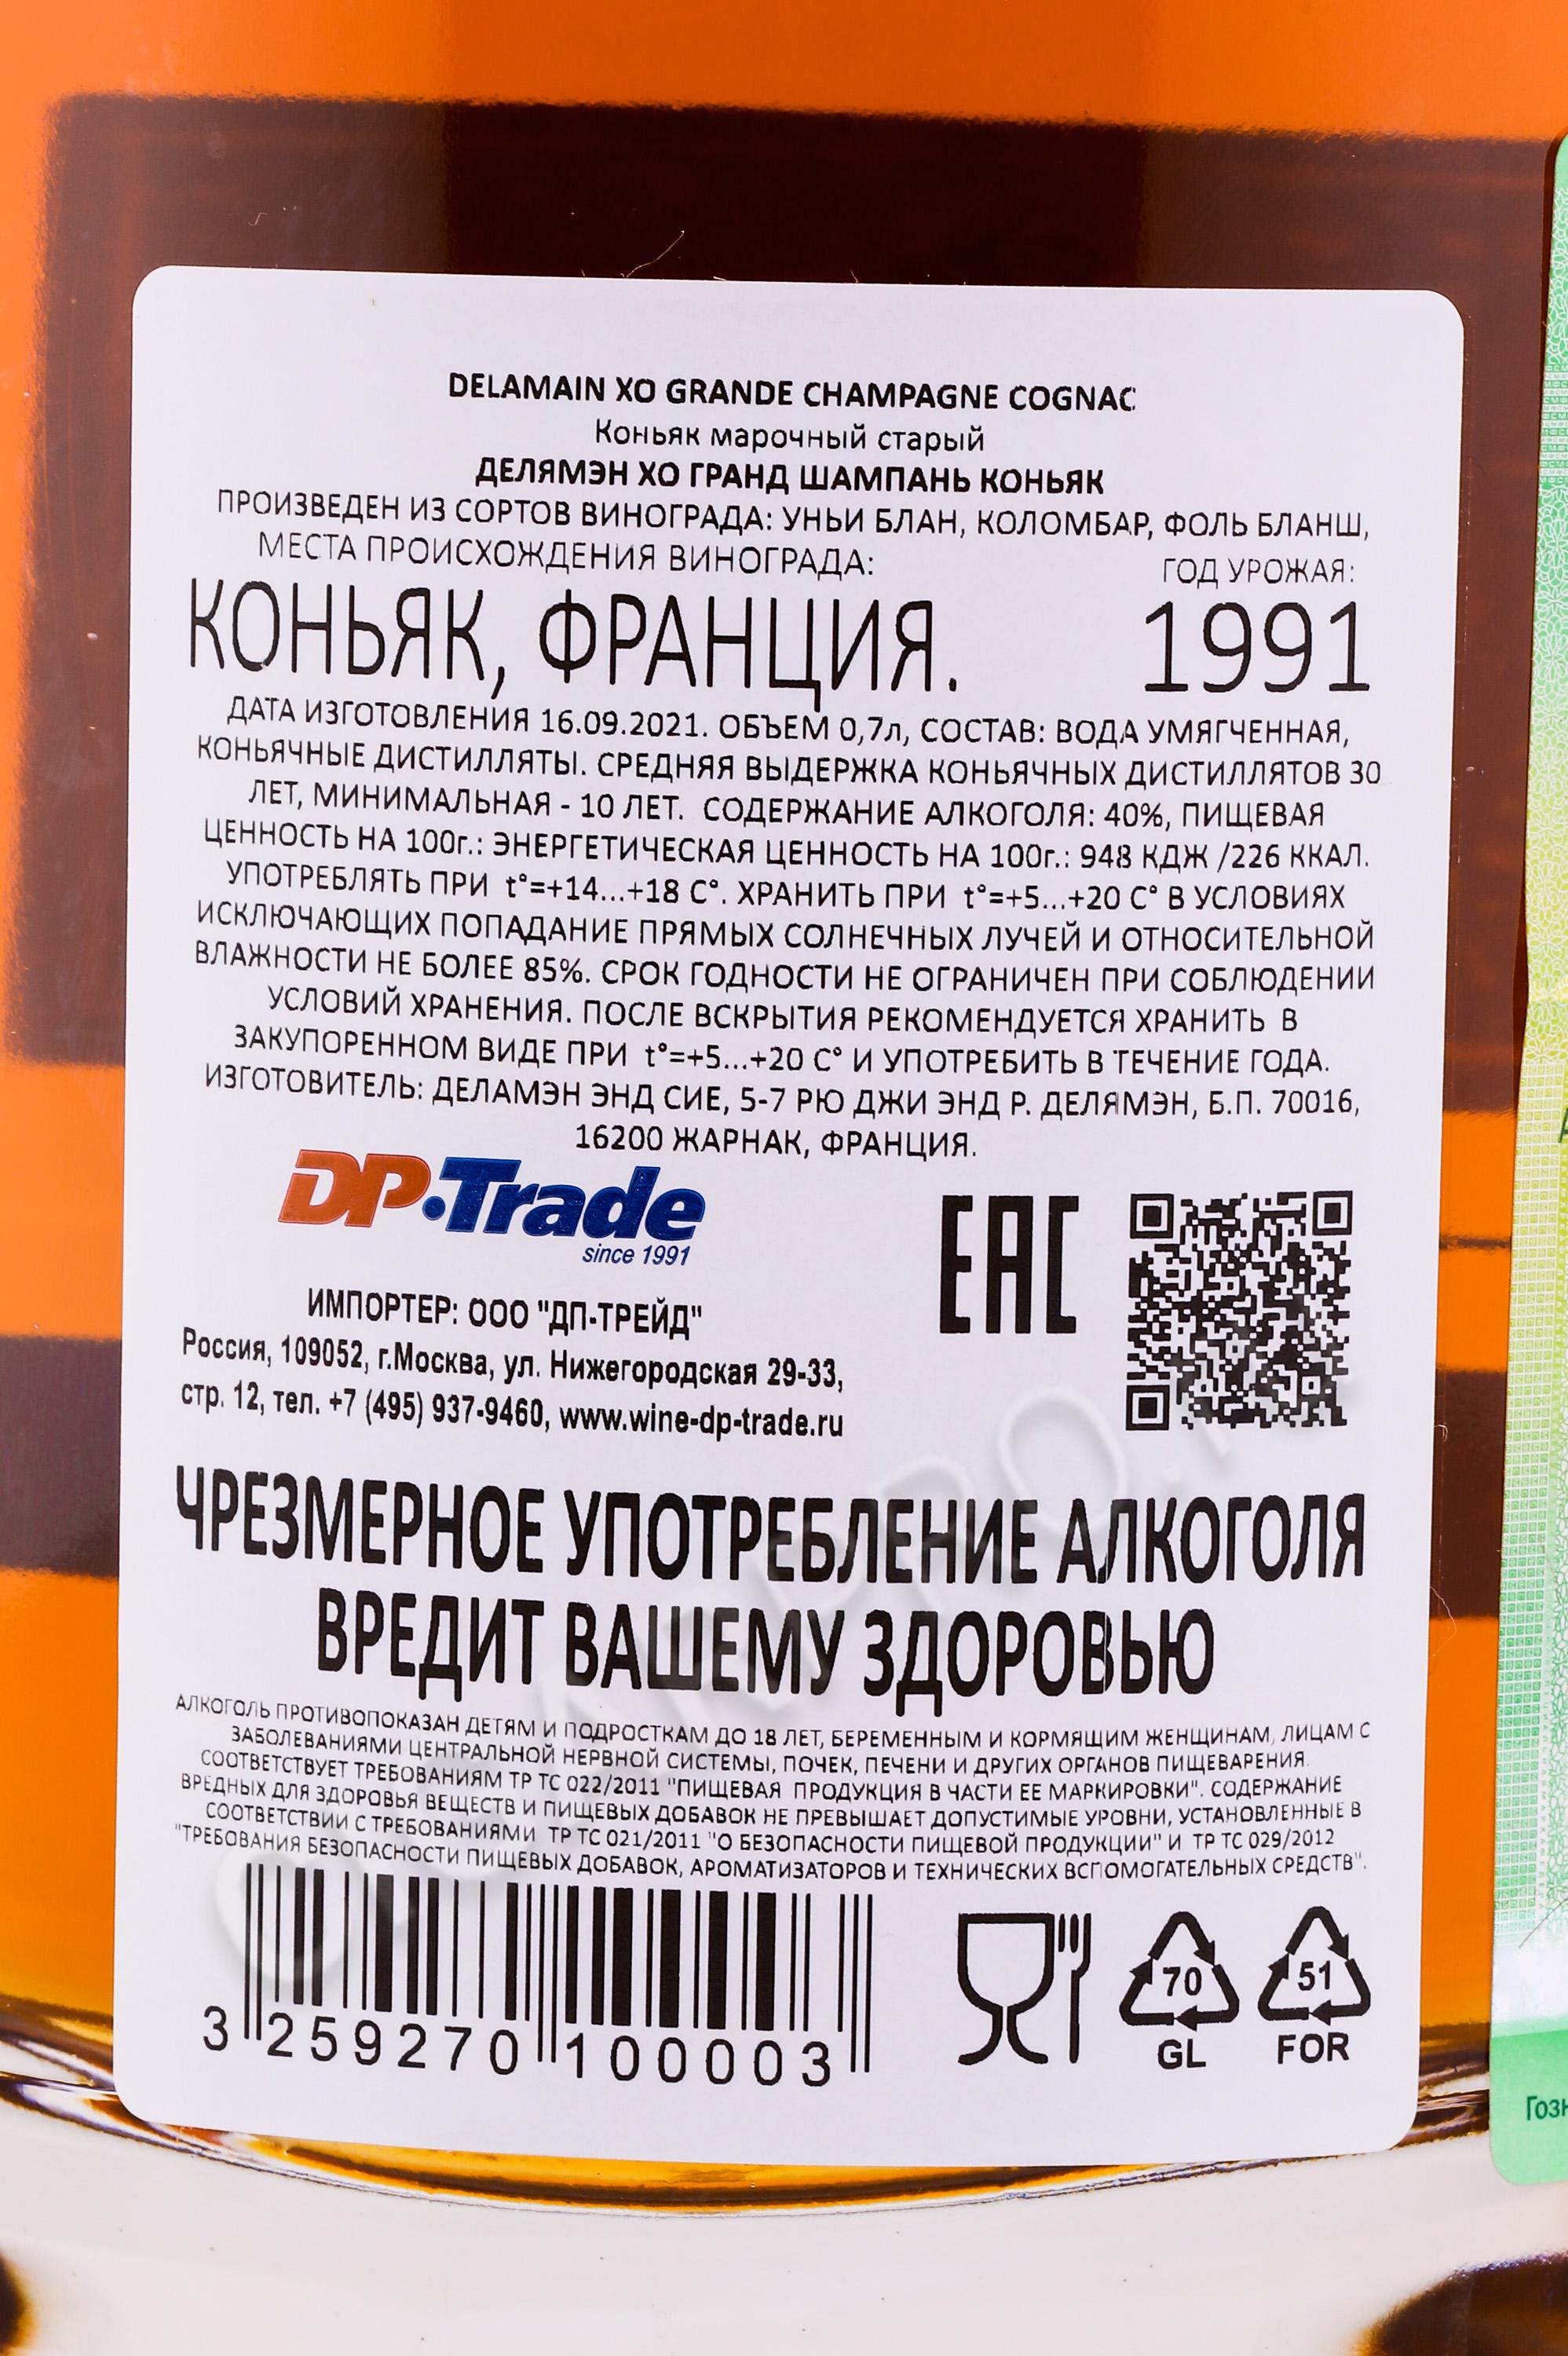 DELAMAIN XO GRANDE CHAMPAGNE COGNAC
Коньяк марочный старый
ДЕЛЯМЭН ХО ГРАНД ШАМПАНЬ КОНЬЯК
ПРОИЗВЕДЕН ИЗ СОРТОВ ВИНОГРАДА: УНЬИ БЛАН, КОЛОМБАР, ФОЛЬ БЛАНШ,
МЕСТА ПРОИСХОЖДЕНИЯ ВИНОГРАДА: ГОД УРОЖАЯ:
КОНЬЯК, ФРАНЦИЯ. 1991
ДАТА ИЗГОТОВЛЕНИЯ 16.09.2021. ОБЪЕМ 0,7л, СОСТАВ: ВОДА УМЯГЧЕННАЯ,
КОНЬЯЧНЫЕ ДИСТИЛЛЯТЫ. СРЕДНЯЯ ВЫДЕРЖКА КОНЬЯЧНЫХ ДИСТИЛЛЯТОВ 30
ЛЕТ, МИНИМАЛЬНАЯ - 10 ЛЕТ. СОДЕРЖАНИЕ АЛКОГОЛЯ: 40%, ПИЩЕВАЯ
ЦЕННОСТЬ НА 100г.: ЭНЕРГЕТИЧЕСКАЯ ЦЕННОСТЬ НА 100г.: 948 КДЖ /226 ККАЛ.
УПОТРЕБЛЯТЬ ПРИ t°=+14...+18 C°. ХРАНИТЬ ПРИ t°=+5...+20 C° В УСЛОВИЯХ
ИСКЛЮЧАЮЩИХ ПОПАДАНИЕ ПРЯМЫХ СОЛНЕЧНЫХ ЛУЧЕЙ И ОТНОСИТЕЛЬНОЙ
ВЛАЖНОСТИ НЕ БОЛЕЕ 85%. СРОК ГОДНОСТИ НЕ ОГРАНИЧЕН ПРИ СОБЛЮДЕНИИ
УСЛОВИЙ ХРАНЕНИЯ. ПОСЛЕ ВСКРЫТИЯ РЕКОМЕНДУЕТСЯ ХРАНИТЬ В
ЗАКУПОРЕННОМ ВИДЕ ПРИ t°=+5...+20 C° И УПОТРЕБИТЬ В ТЕЧЕНИЕ ГОДА.
ИЗГОТОВИТЕЛЬ: ДЕЛАМЭН ЭНД СИЕ, 5-7 РЮ ДЖИ ЭНД Р. ДЕЛЯМЭН, Б.П. 70016,
16200 ЖАРНАК, ФРАНЦИЯ.
DP·Trade
since 1991
EAC
ИМПОРТЕР: ООО "ДП-ТРЕЙД"
Россия, 109052, г.Москва, ул. Нижегородская 29-33,
стр. 12, тел. +7 (495) 937-9460, www.wine-dp-trade.ru
ЧРЕЗМЕРНОЕ УПОТРЕБЛЕНИЕ АЛКОГОЛЯ
ВРЕДИТ ВАШЕМУ ЗДОРОВЬЮ
АЛКОГОЛЬ ПРОТИВОПОКАЗАН ДЕТЯМ И ПОДРОСТКАМ ДО 18 ЛЕТ, БЕРЕМЕННЫМ И КОРМЯЩИМ ЖЕНЩИНАМ, ЛИЦАМ С
ЗАБОЛЕВАНИЯМИ ЦЕНТРАЛЬНОЙ НЕРВНОЙ СИСТЕМЫ, ПОЧЕК, ПЕЧЕНИ И ДРУГИХ ОРГАНОВ ПИЩЕВАРЕНИЯ.
СООТВЕТСТВУЕТ ТРЕБОВАНИЯМ ТР ТС 022/2011 "ПИЩЕВАЯ ПРОДУКЦИЯ В ЧАСТИ ЕЕ МАРКИРОВКИ". СОДЕРЖАНИЕ
ВРЕДНЫХ ДЛЯ ЗДОРОВЬЯ ВЕЩЕСТВ И ПИЩЕВЫХ ДОБАВОК НЕ ПРЕВЫШАЕТ ДОПУСТИМЫЕ УРОВНИ, УСТАНОВЛЕННЫЕ В
СООТВЕТСТВИИ С ТРЕБОВАНИЯМИ ТР ТС 021/2011 "О БЕЗОПАСНОСТИ ПИЩЕВОЙ ПРОДУКЦИИ" И ТР ТС 029/2012
"ТРЕБОВАНИЯ БЕЗОПАСНОСТИ ПИЩЕВЫХ ДОБАВОК, АРОМАТИЗАТОРОВ И ТЕХНИЧЕСКИХ ВСПОМОГАТЕЛЬНЫХ СРЕДСТВ".
3 259270 100003
70 51
GL FOR